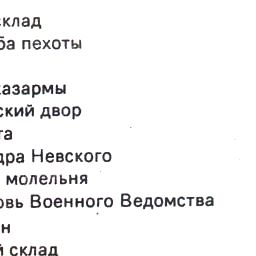 склад
ба пехоты
азармы
ский двор
та
дра Невского
молельня
овь Военного Ведомства
н
й склад